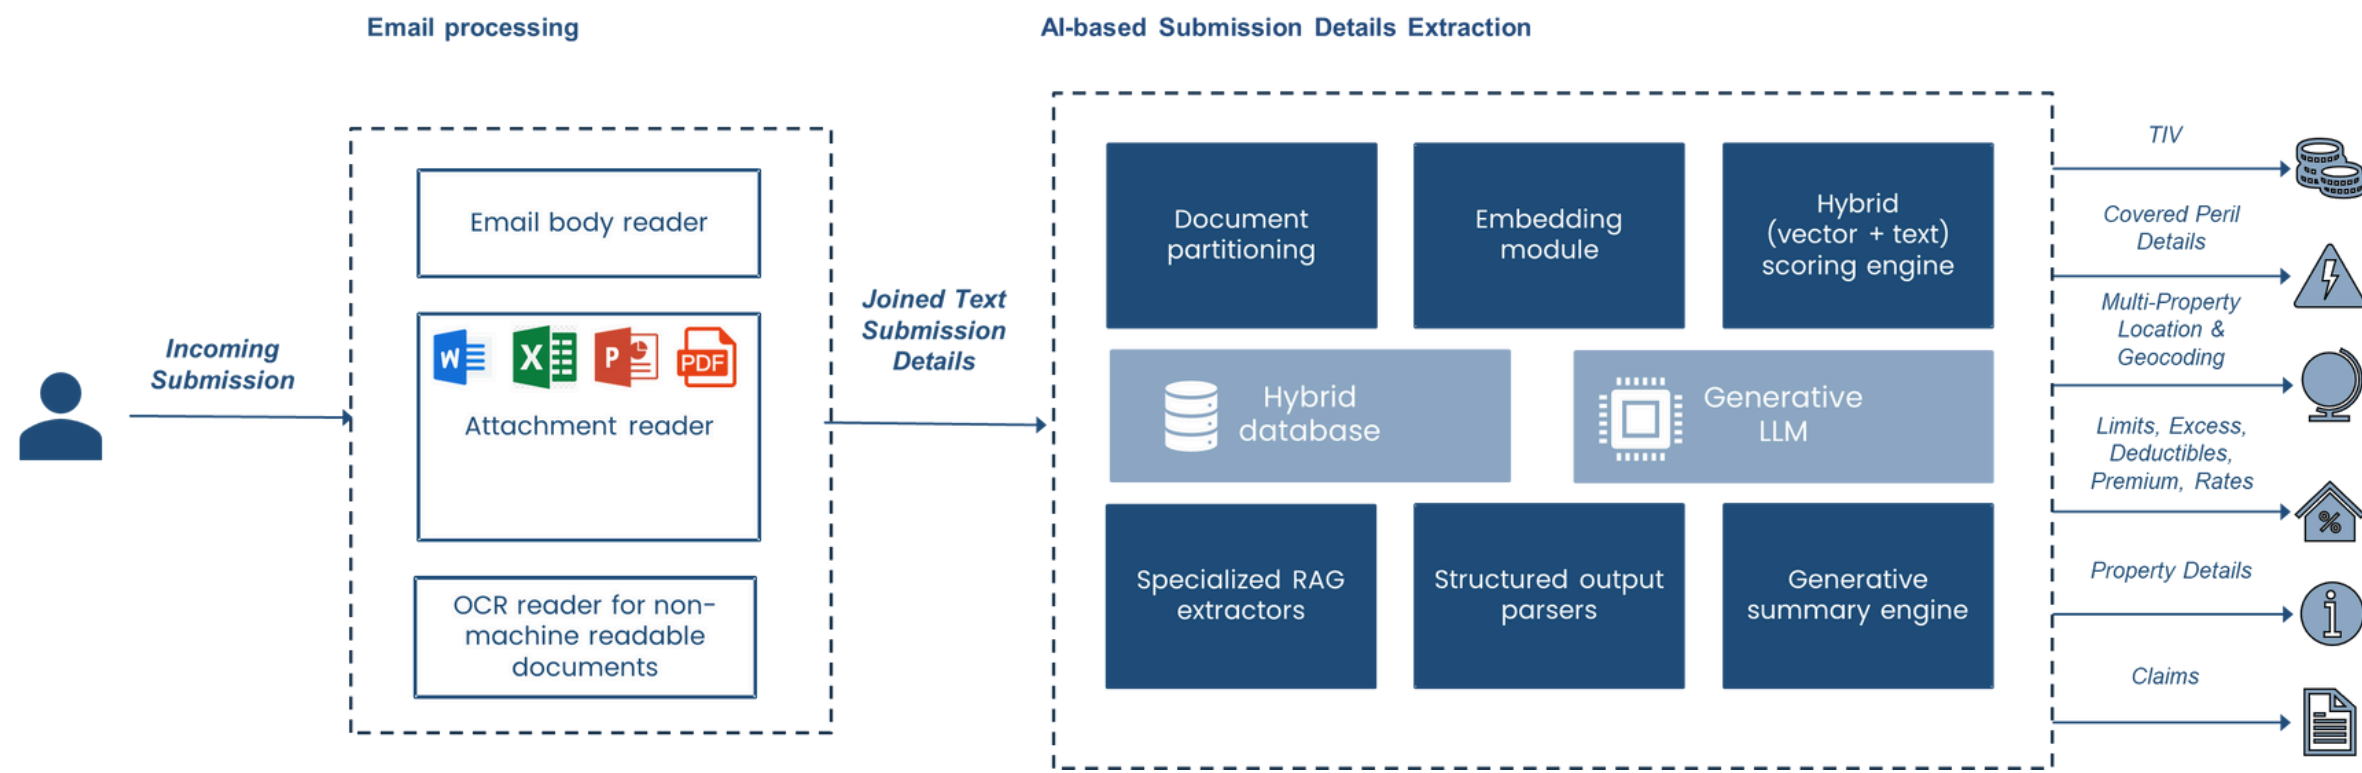 Email processing
AI-based Submission Details Extraction
Incoming
Submission
Email body reader
W
X
P
PDF
Attachment reader
OCR reader for non-
machine readable
documents
Joined Text
Submission
Details
Document
partitioning
Embedding
module
Hybrid
(vector + text)
scoring engine
Hybrid
database
Generative
LLM
Specialized RAG
extractors
Structured output
parsers
Generative
summary engine
TIV
Covered Peril
Details
Multi-Property
Location &
Geocoding
Limits, Excess,
Deductibles,
Premium, Rates
%
Property Details
i
Claims